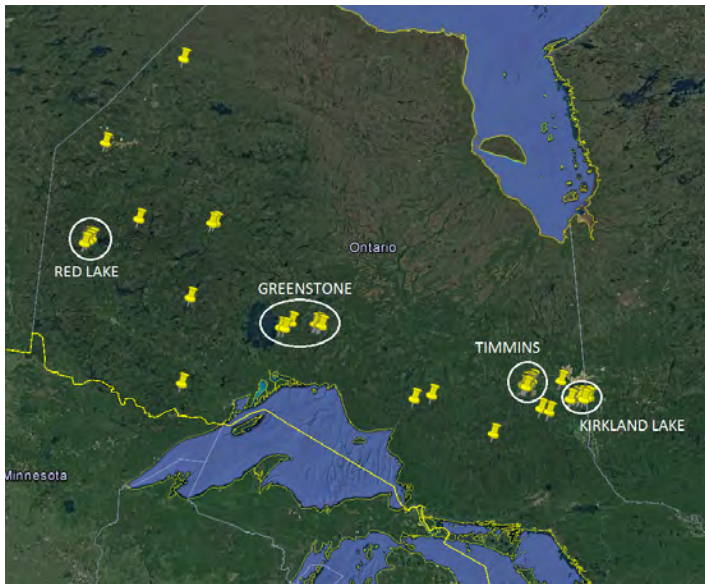 Ontario
RED LAKE
GREENSTONE
TIMMINS
KIRKLAND LAKE
Minnesota